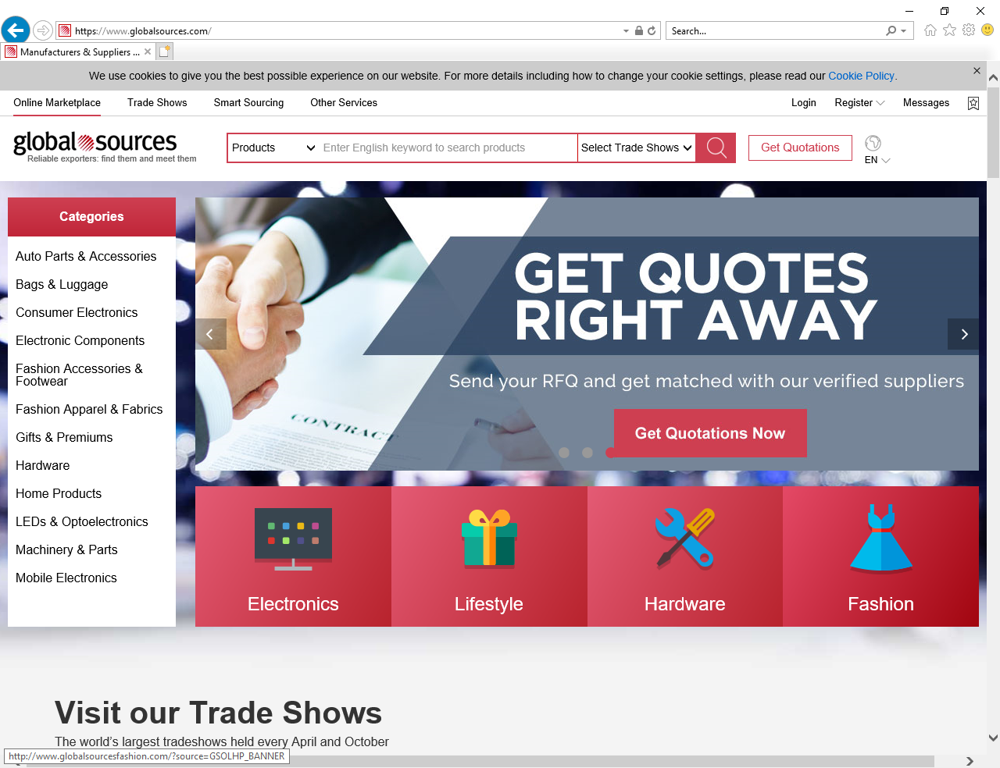 https://www.globalsources.com/
Search...
Manufacturers & Suppliers ...
We use cookies to give you the best possible experience on our website. For more details including how to change your cookie settings, please read our Cookie Policy.
Online Marketplace Trade Shows Smart Sourcing Other Services Login Register Messages
global sources
Reliable exporters: find them and meet them
Products Enter English keyword to search products Select Trade Shows Get Quotations
EN
Categories
Auto Parts & Accessories
Bags & Luggage
Consumer Electronics
Electronic Components
Fashion Accessories &
Footwear
Fashion Apparel & Fabrics
Gifts & Premiums
Hardware
Home Products
LEDs & Optoelectronics
Machinery & Parts
Mobile Electronics
GET QUOTES
RIGHT AWAY
Send your RFQ and get matched with our verified suppliers
CONTRACT
Get Quotations Now
Electronics Lifestyle Hardware Fashion
Visit our Trade Shows
The world's largest tradeshows held every April and October
http://www.globalsourcesfashion.com/?source=GSOLHP_BANNER